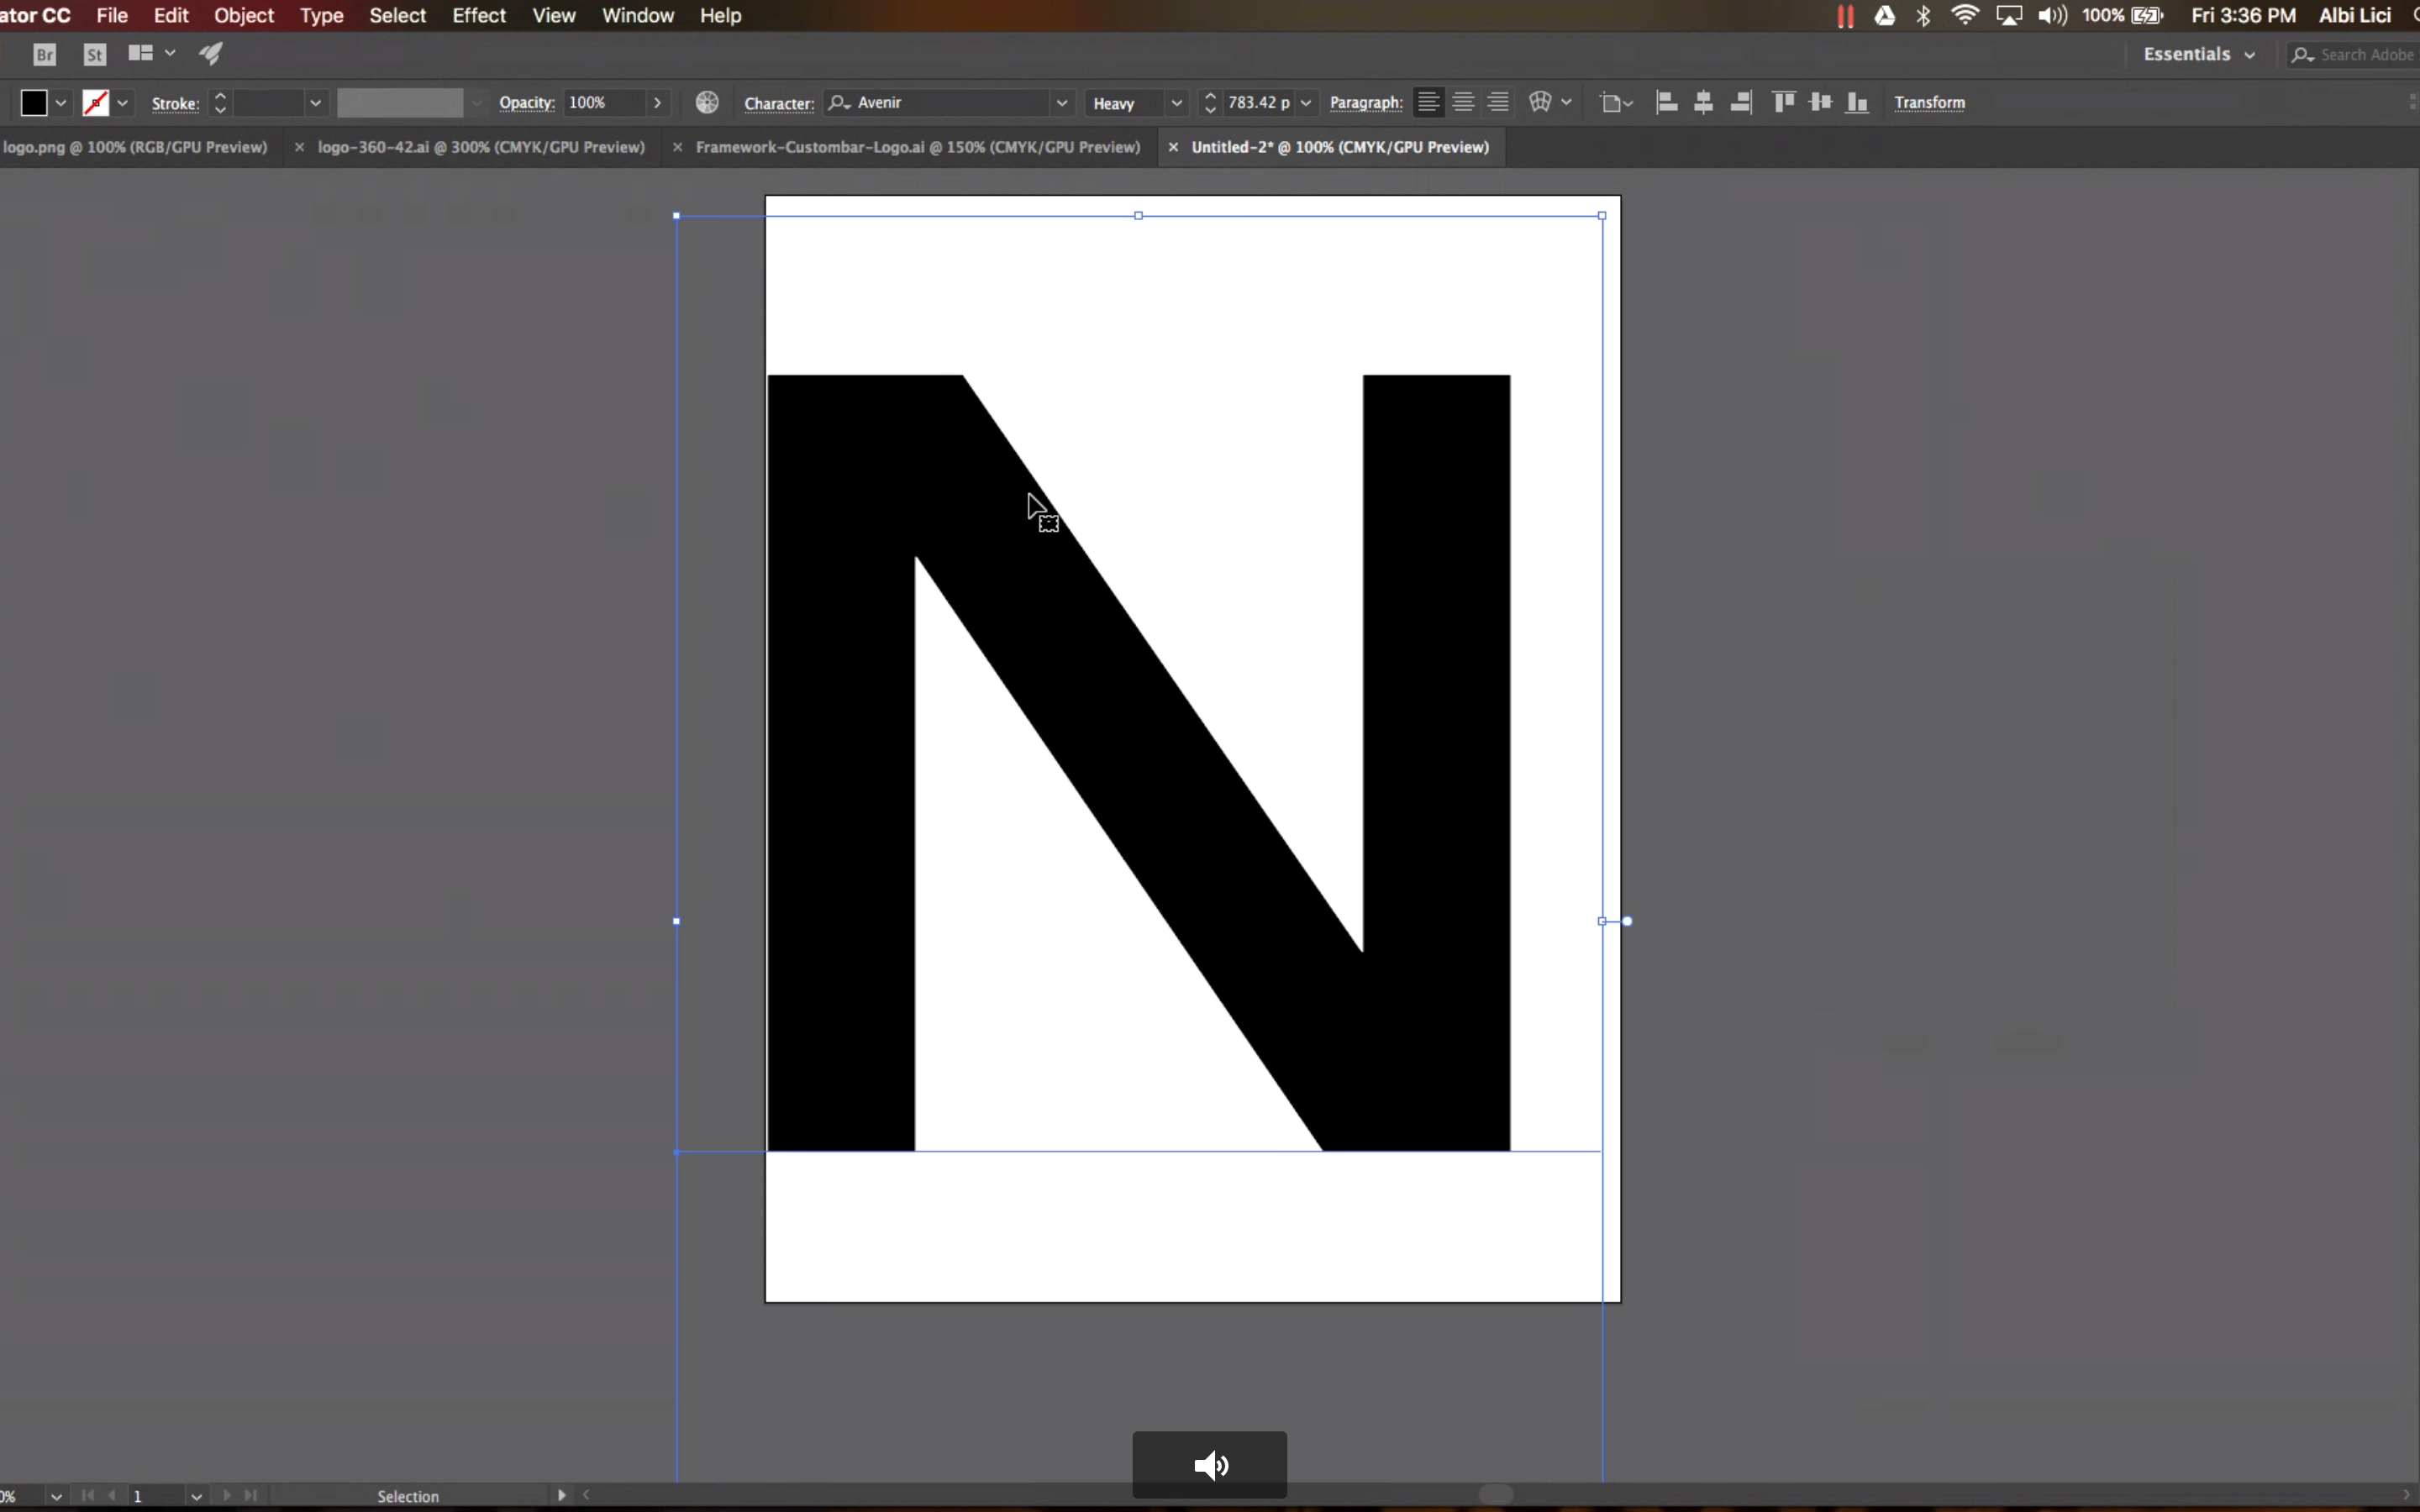 ator CC File Edit Object Type Select Effect View Window Help 100% Fri 3:36 PM Albi Lici
Br St Essentials Search Adobe
Stroke: Opacity: 100% Character: Avenir Heavy 783.42 p Paragraph: Transform
logo.png @ 100% (RGB/GPU Preview) × logo-360-42.ai @ 300% (CMYK/GPU Preview) × Framework-Custombar-Logo.ai @ 150% (CMYK/GPU Preview) × Untitled-2* @ 100% (CMYK/GPU Preview)
N
0% 1 Selection